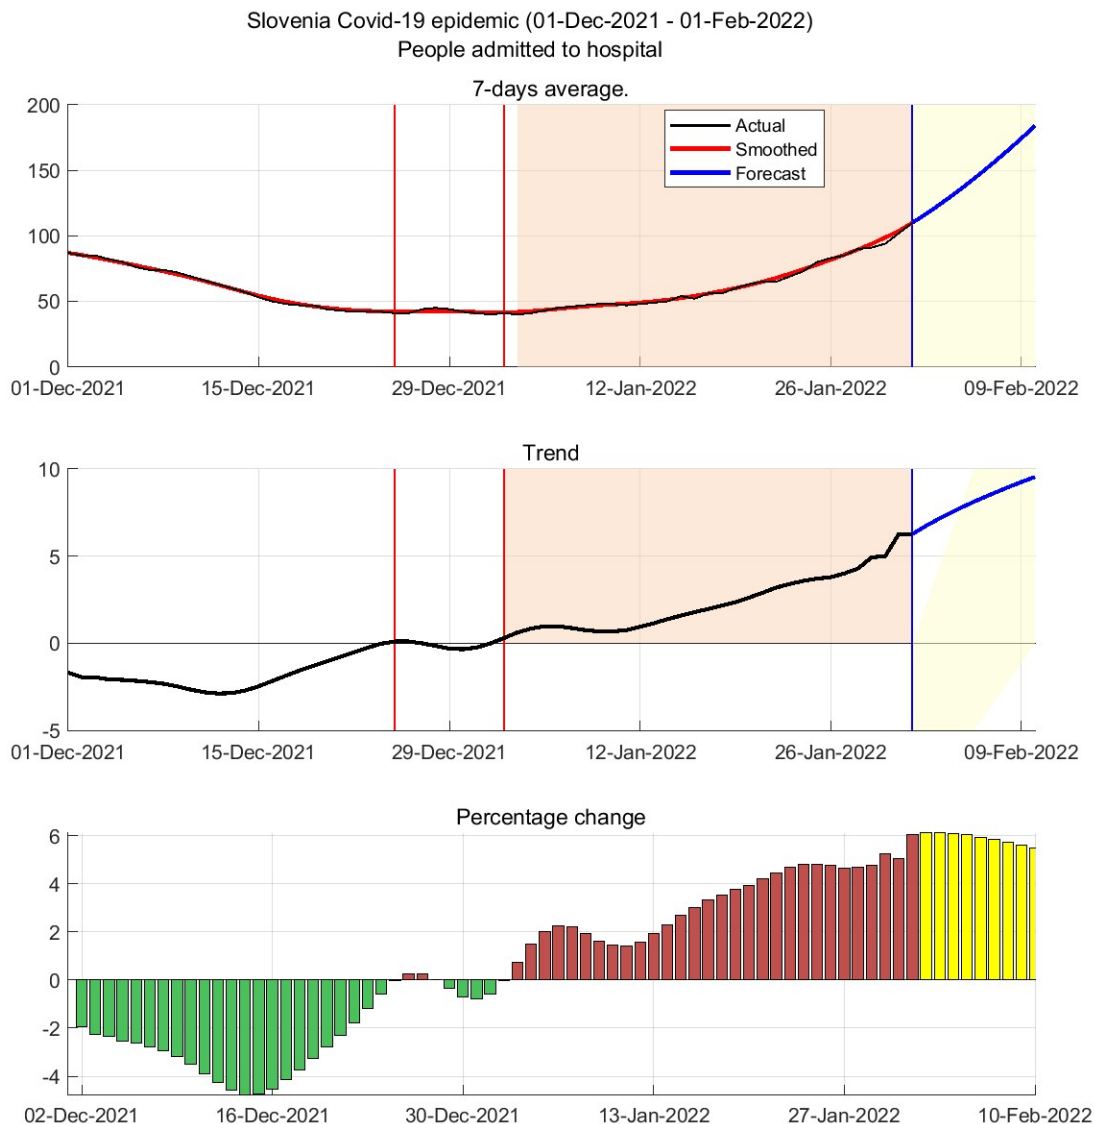 Slovenia Covid-19 epidemic (01-Dec-2021 - 01-Feb-2022)
People admitted to hospital
7-days average.
200
150
100
50
0
Actual
Smoothed
Forecast
01-Dec-2021 15-Dec-2021 29-Dec-2021 12-Jan-2022 26-Jan-2022 09-Feb-2022
Trend
10
5
0
-5
01-Dec-2021 15-Dec-2021 29-Dec-2021 12-Jan-2022 26-Jan-2022 09-Feb-2022
Percentage change
6
4
2
0
-2
-4
02-Dec-2021 16-Dec-2021 30-Dec-2021 13-Jan-2022 27-Jan-2022 10-Feb-2022